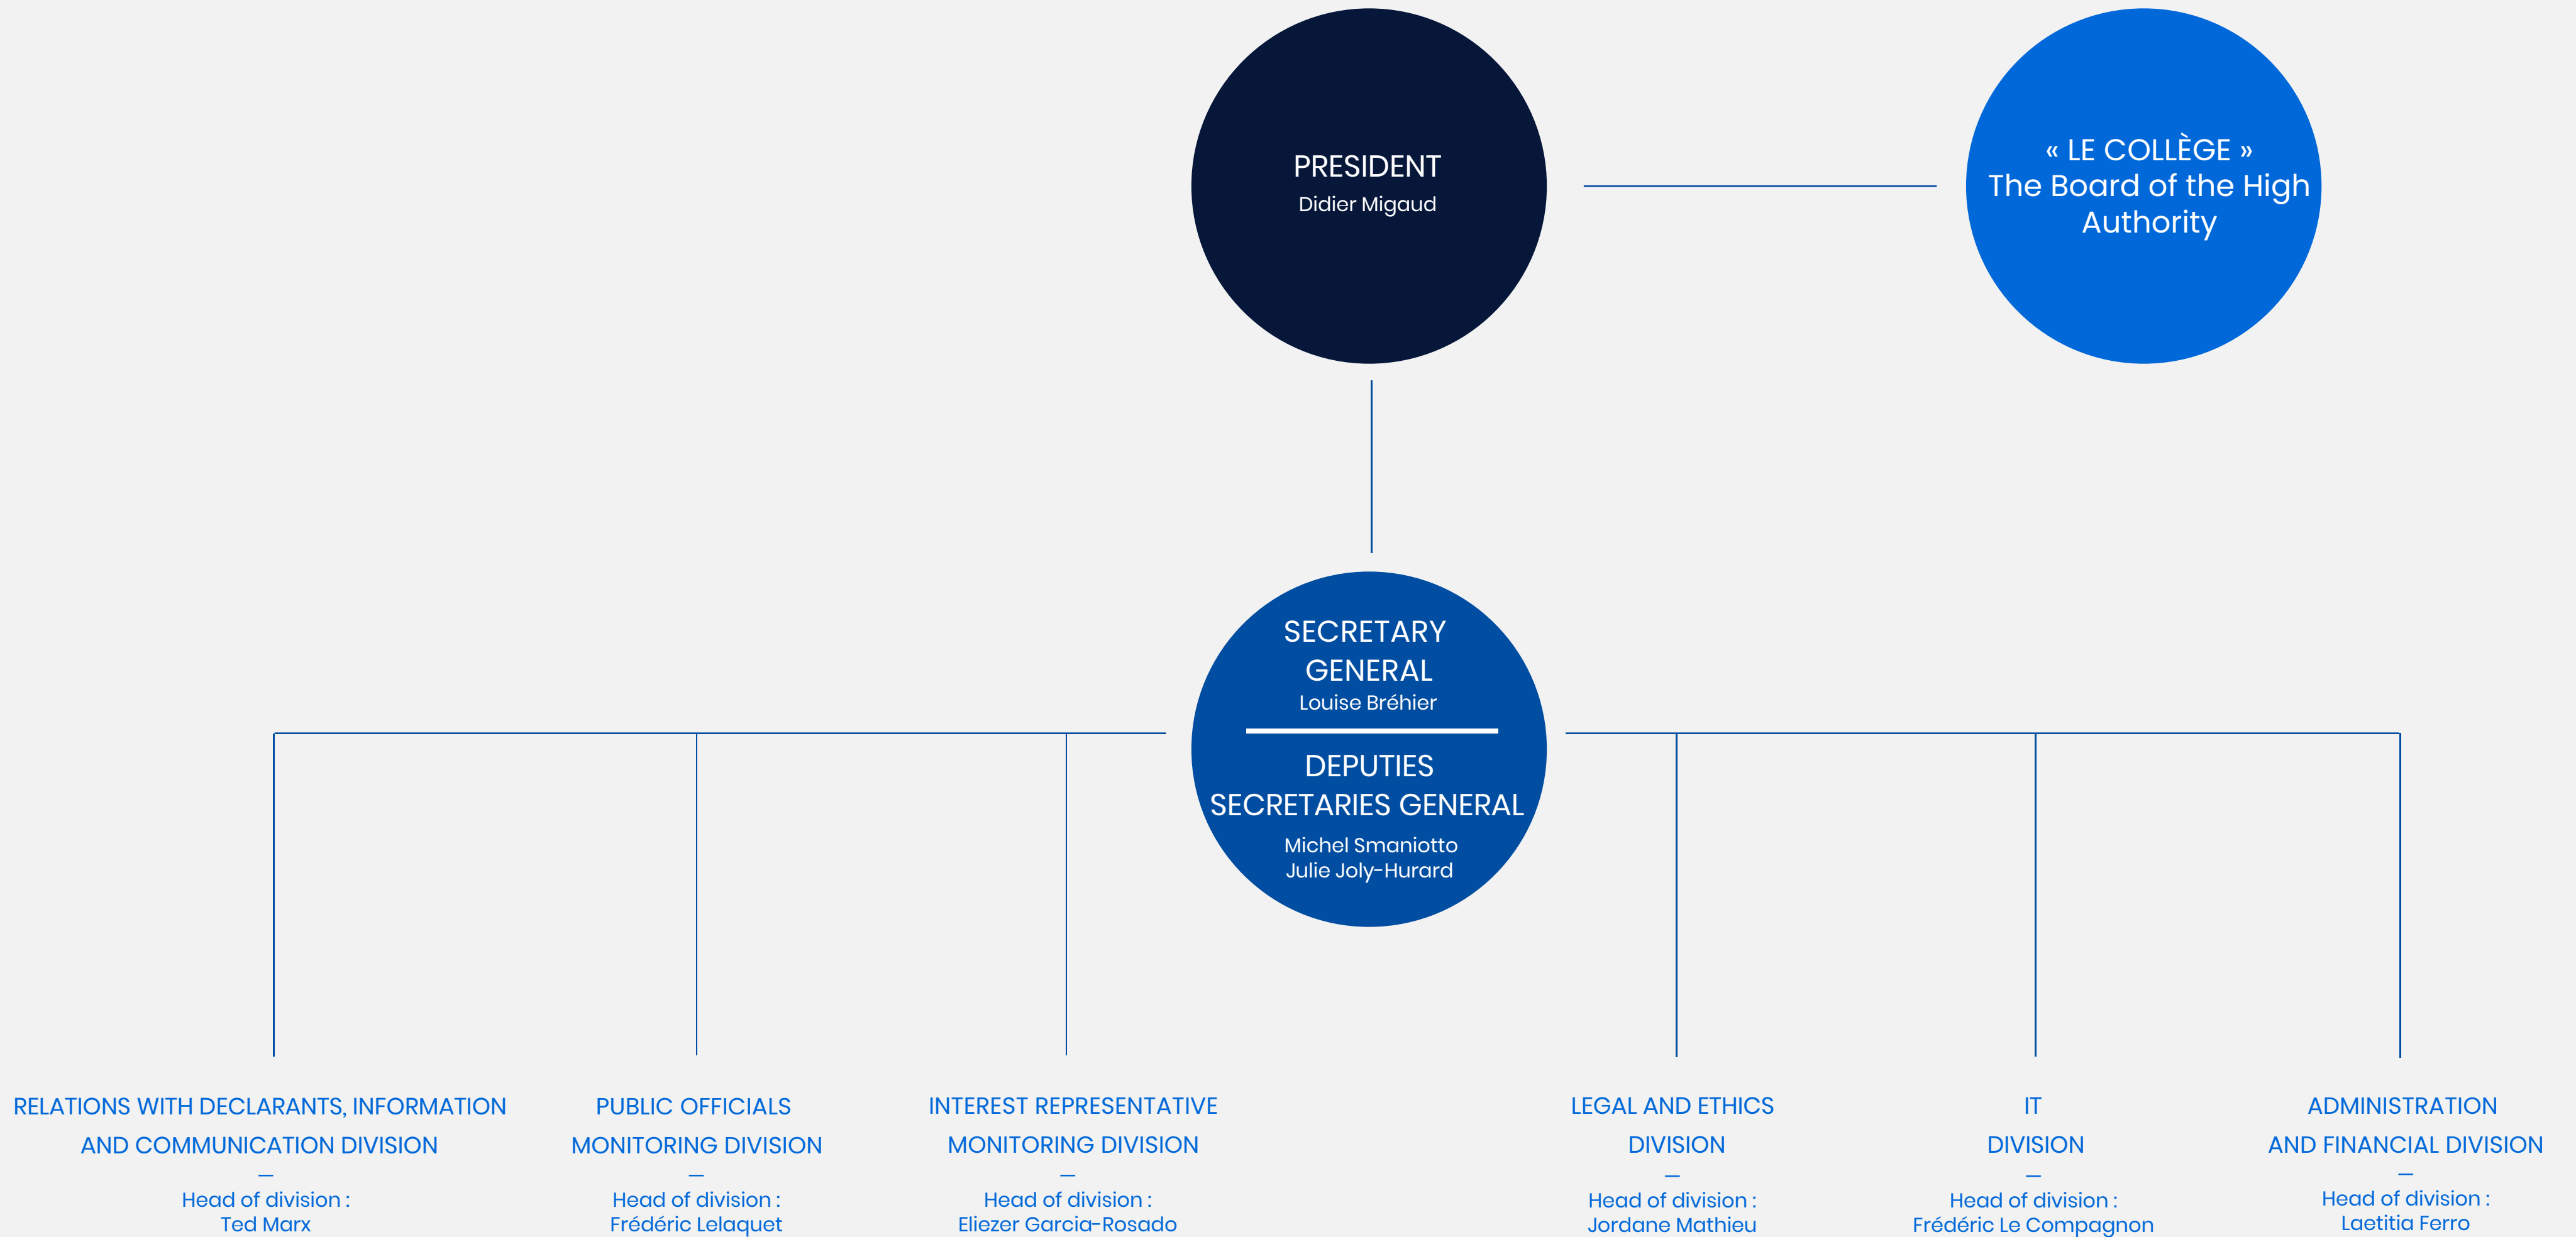 PRESIDENT
Didier Migaud
« LE COLLÈGE »
The Board of the High
Authority
SECRETARY
GENERAL
Louise Bréhier
DEPUTIES
SECRETARIES GENERAL
Michel Smaniotto
Julie Joly-Hurard
RELATIONS WITH DECLARANTS, INFORMATION
AND COMMUNICATION DIVISION
—
Head of division :
Ted Marx
PUBLIC OFFICIALS
MONITORING DIVISION
—
Head of division :
Frédéric Lelaquet
INTEREST REPRESENTATIVE
MONITORING DIVISION
—
Head of division :
Eliezer Garcia-Rosado
LEGAL AND ETHICS
DIVISION
—
Head of division :
Jordane Mathieu
IT
DIVISION
—
Head of division :
Frédéric Le Compagnon
ADMINISTRATION
AND FINANCIAL DIVISION
—
Head of division :
Laetitia Ferro